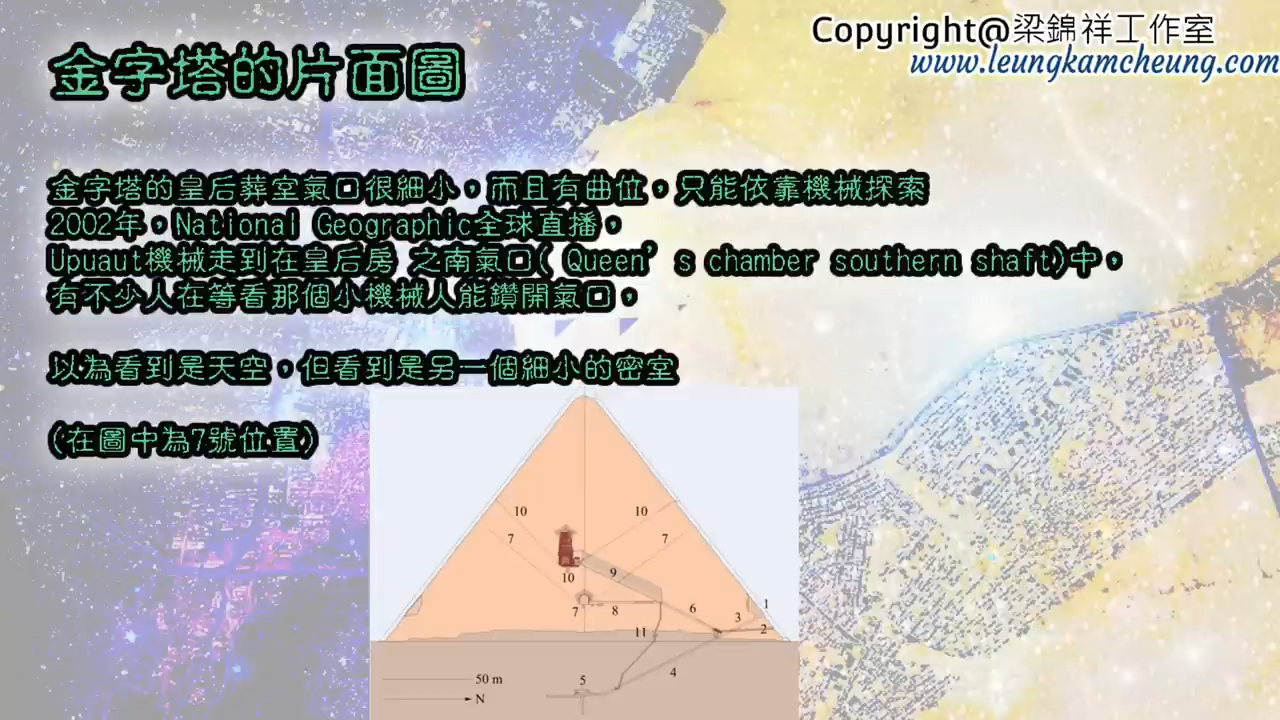 Copyright@梁錦祥工作室
www.leungkamcheung.com
金字塔的片面圖
金字塔的皇后葬室氣口很細小，而且有曲位，只能依靠機械探索
2002年，National Geographic全球直播，
Upuaut機械走到在皇后房 之南氣口( Queen’s chamber southern shaft)中，
有不少人在等看那個小機械人能鑽開氣口，
以為看到是天空，但看到是另一個細小的密室
(在圖中為7號位置)
10 10
7 7
10 9
7 8 6 3 1
11 2
4
50 m 5
N